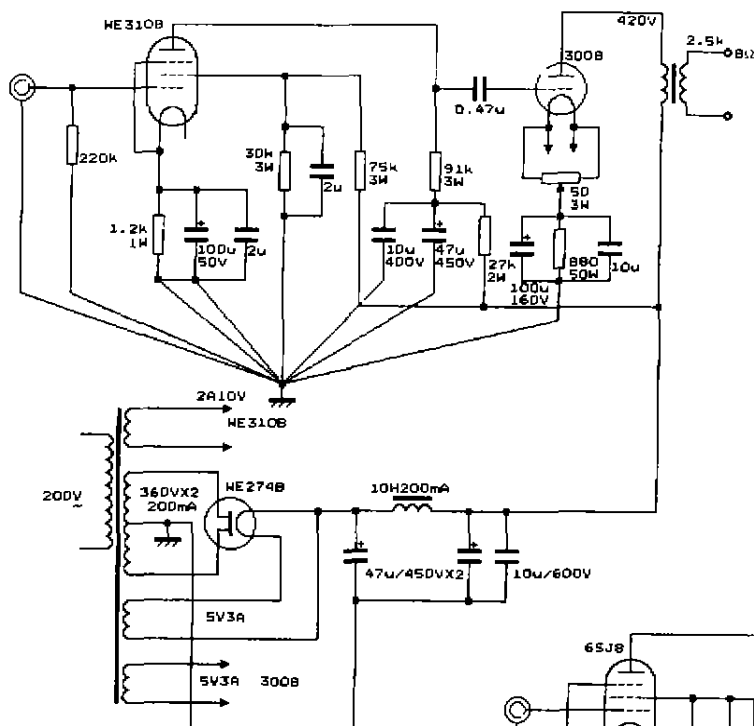 WE310B
420V
300B
2.5k
8Ω
0.47u
220k
30k
3W
2u
75k
3W
91k
3W
50
3W
1.2k
1W
100u
50V
2u
10u
400V
47u
450V
27k
2W
100u
160V
880
50W
10u
2A10V
WE310B
200V
~
360VX2
200mA
WE274B
10H200mA
47u/450VX2
10u/600V
5V3A
5V3A 300B
6SJ8